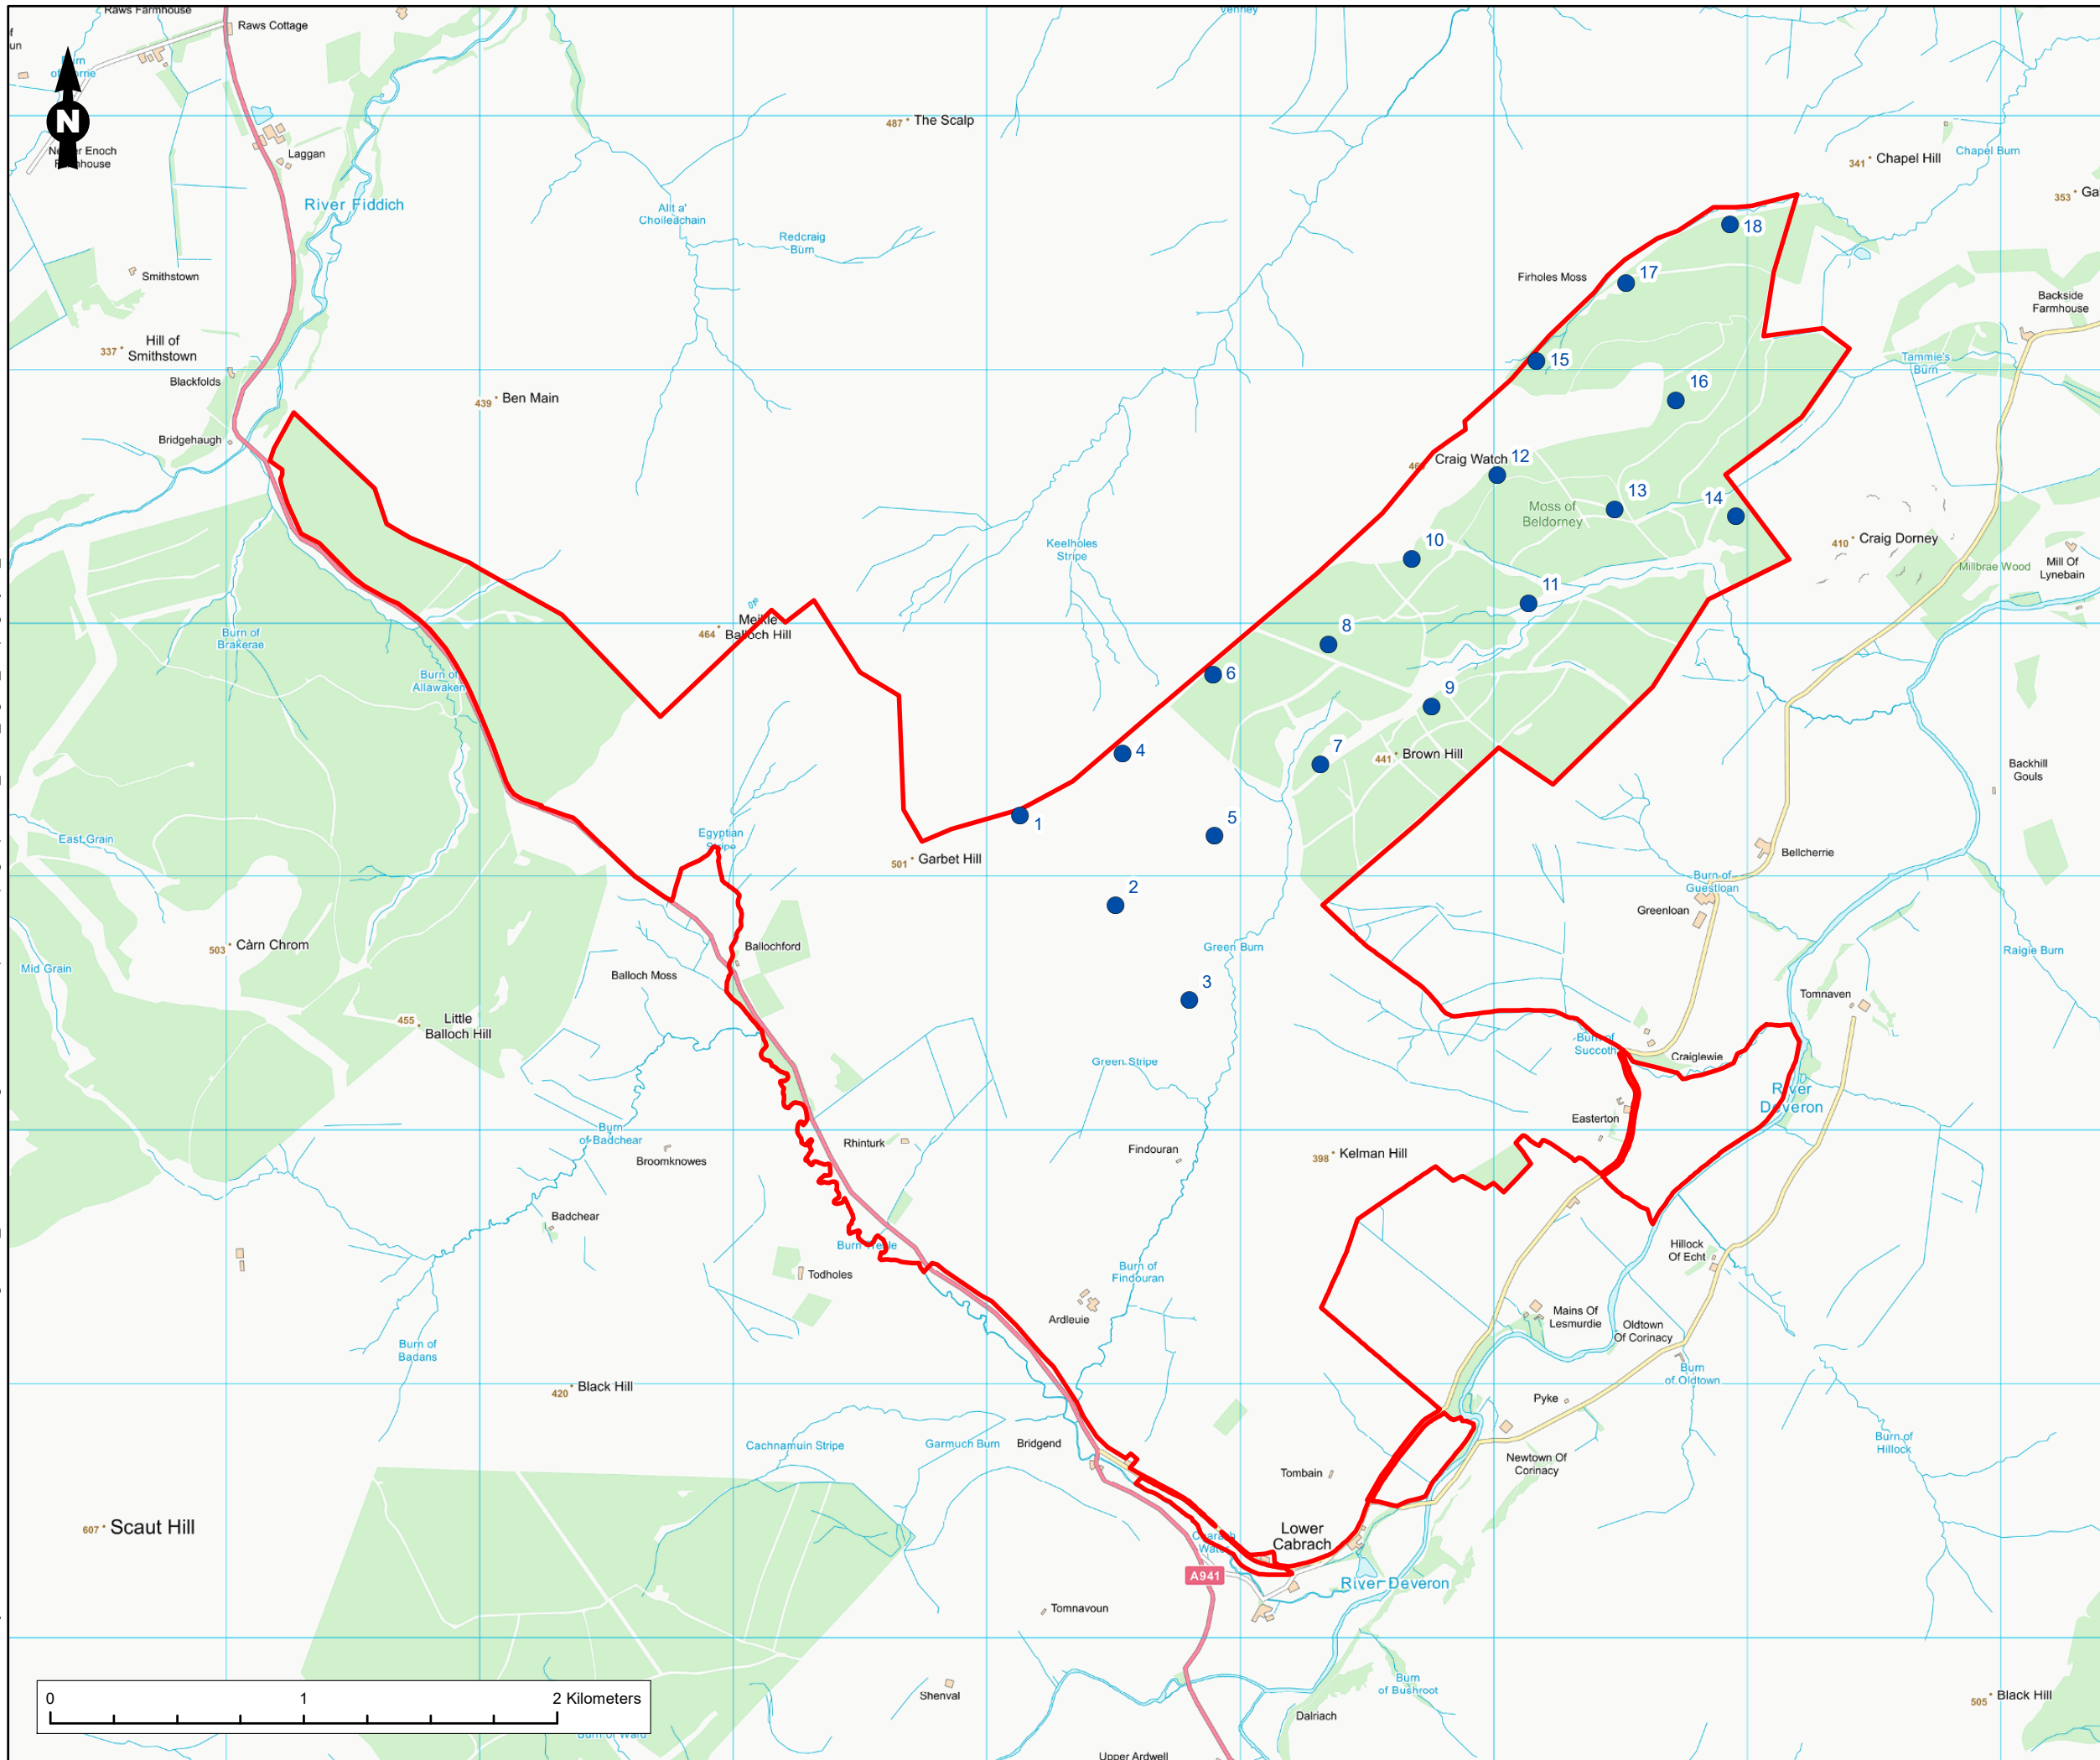 Raws Farmhouse
Raws Cottage
Venney
N
487 The Scalp
Laggan
341 Chapel Hill
Chapel Burn
353
River Fiddich
Allt a'
Choileachain
Redcraig
Burn
18
17
Firholes Moss
Smithstown
Backside
Farmhouse
337 Hill of
Smithstown
Blackfolds
15
Tammie's
Burn
16
439 Ben Main
Bridgehaugh
Craig Watch 12
13
14
Moss of
Beldorney
410 Craig Dorney
Keelholes
Stripe
10
Millbrae Wood
Mill Of
Lynebain
11
464 Meikle
Balloch Hill
Burn of
Brakerae
8
Burn of
Allawaken
6
9
7
4
441 Brown Hill
Backhill
Gouls
1
5
Egyptian
Stripe
East Grain
501 Garbet Hill
Bellcherrie
Burn of
Guestloan
2
Greenloan
503 Càrn Chrom
Ballochford
Green Burn
Raigie Burn
Mid Grain
Balloch Moss
3
Tomnaven
455 Little
Balloch Hill
Burn of
Succoth
Craiglewie
Green Stripe
River
Deveron
Easterton
Burn
of Badchear
Rhinturk
Findouran
Broomknowes
398 Kelman Hill
Badchear
Burn Treble
Hillock
Of Echt
Todholes
Burn of
Findouran
Ardleuie
Mains Of
Lesmurdie
Oldtown
Of Corinacy
Burn of
Badans
Burn
of Oldtown
420 Black Hill
Pyke
Cachnamuin Stripe
Garmuch Burn
Bridgend
Burn of
Hillock
Newtown Of
Corinacy
Tombain
607 Scaut Hill
Lower
Cabrach
A941
River Deveron
Tomnavoun
0 1 2 Kilometers
Shenval
Burn
of Bushroot
505 Black Hill
Dalriach
Burn of Ward
Upper Ardwell